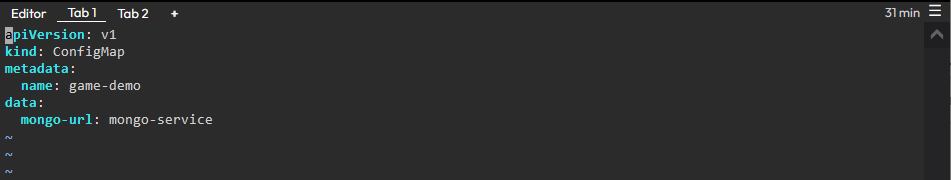 Editor Tab 1 Tab 2 + 31 min
apiVersion: v1
kind: ConfigMap
metadata:
  name: game-demo
data:
  mongo-url: mongo-service
~
~
~